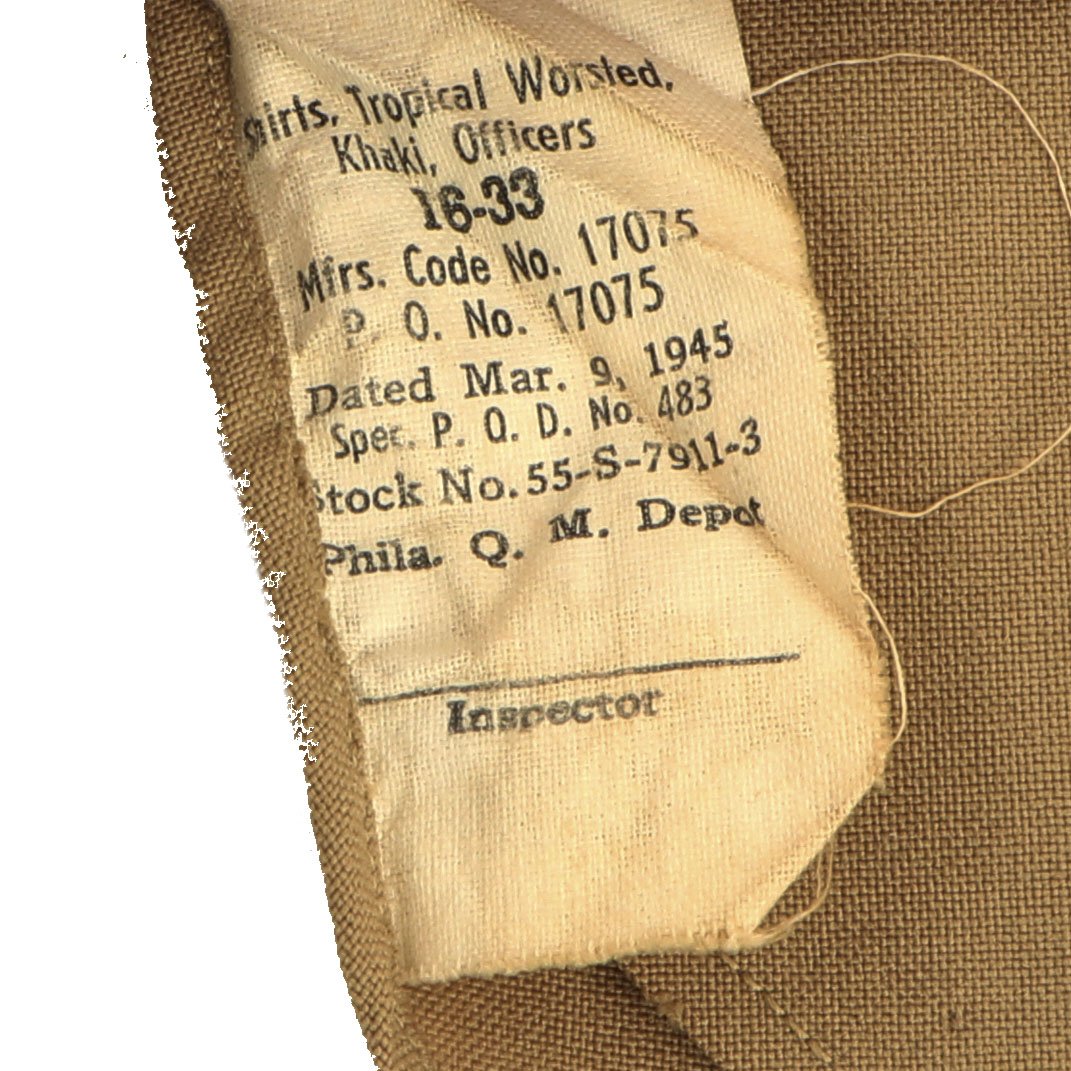 Shirts, Tropical Worsted,
Khaki, Officers
16-33
Mfrs. Code No. 17075
P. O. No. 17075
Dated Mar. 9, 1945
Spec. P. Q. D. No. 483
Stock No. 55-S-7911-3
Phila. Q. M. Depot
Inspector